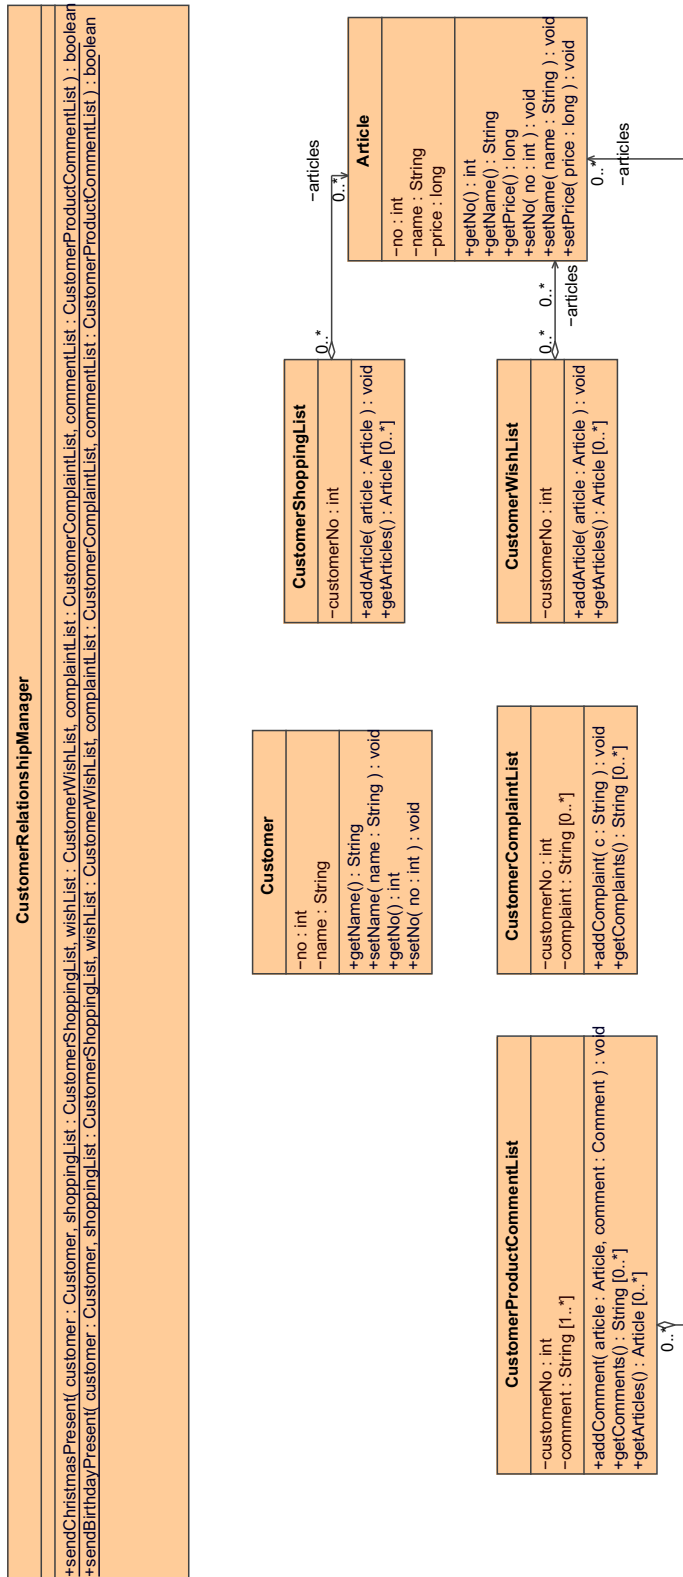 CustomerRelationshipManager
+sendChristmasPresent( customer : Customer, shoppingList : CustomerShoppingList, wishList : CustomerWishList, complaintList : CustomerComplaintList, commentList : CustomerProductCommentList ) : boolean
+sendBirthdayPresent( customer : Customer, shoppingList : CustomerShoppingList, wishList : CustomerWishList, complaintList : CustomerComplaintList, commentList : CustomerProductCommentList ) : boolean
Customer
−no : int
−name : String
+getName() : String
+setName( name : String ) : void
+getNo() : int
+setNo( no : int ) : void
CustomerShoppingList
−customerNo : int
+addArticle( article : Article ) : void
+getArticles() : Article [0..*]
0..*
−articles
0..*
Article
−no : int
−name : String
−price : long
+getNo() : int
+getName() : String
+getPrice() : long
+setNo( no : int ) : void
+setName( name : String ) : void
+setPrice( price : long ) : void
CustomerProductCommentList
−customerNo : int
−comment : String [1..*]
+addComment( article : Article, comment : Comment ) : void
+getComments() : String [0..*]
+getArticles() : Article [0..*]
0..*
CustomerComplaintList
−customerNo : int
−complaint : String [0..*]
+addComplaint( c : String ) : void
+getComplaints() : String [0..*]
CustomerWishList
−customerNo : int
+addArticle( article : Article ) : void
+getArticles() : Article [0..*]
0..*
0..*
−articles
0..*
−articles